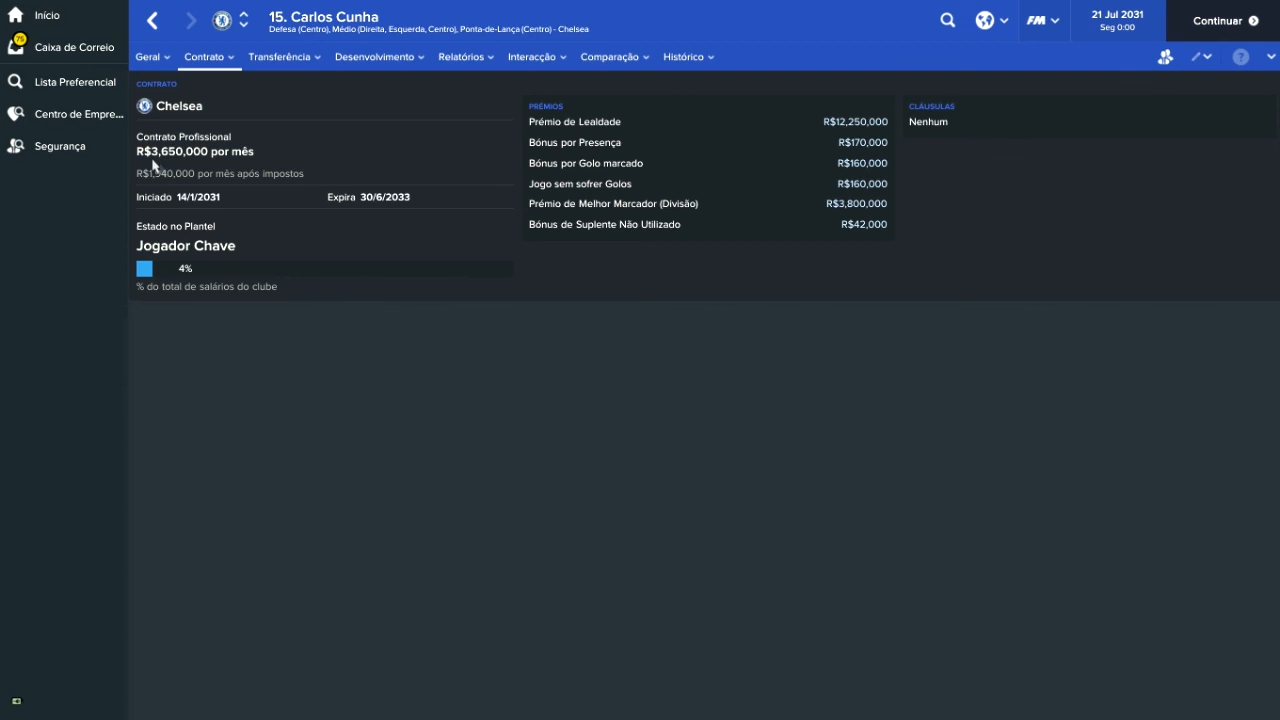 Início
75
Caixa de Correio
Lista Preferencial
Centro de Empre...
Segurança
15. Carlos Cunha
Defesa (Centro), Médio (Direita, Esquerda, Centro), Ponta-de-Lança (Centro) - Chelsea
FM
21 Jul 2031
Seg 0:00
Continuar
Geral
Contrato
Transferência
Desenvolvimento
Relatórios
Interacção
Comparação
Histórico
?
CONTRATO
Chelsea
Contrato Profissional
R$3,650,000 por mês
por mês após impostos
Iniciado 14/1/2031
Expira 30/6/2033
Estado no Plantel
Jogador Chave
4%
% do total de salários do clube
PRÉMIOS
Prémio de Lealdade R$12,250,000
Bónus por Presença R$170,000
Bónus por Golo marcado R$160,000
Jogo sem sofrer Golos R$160,000
Prémio de Melhor Marcador (Divisão) R$3,800,000
Bónus de Suplente Não Utilizado R$42,000
CLÁUSULAS
Nenhum